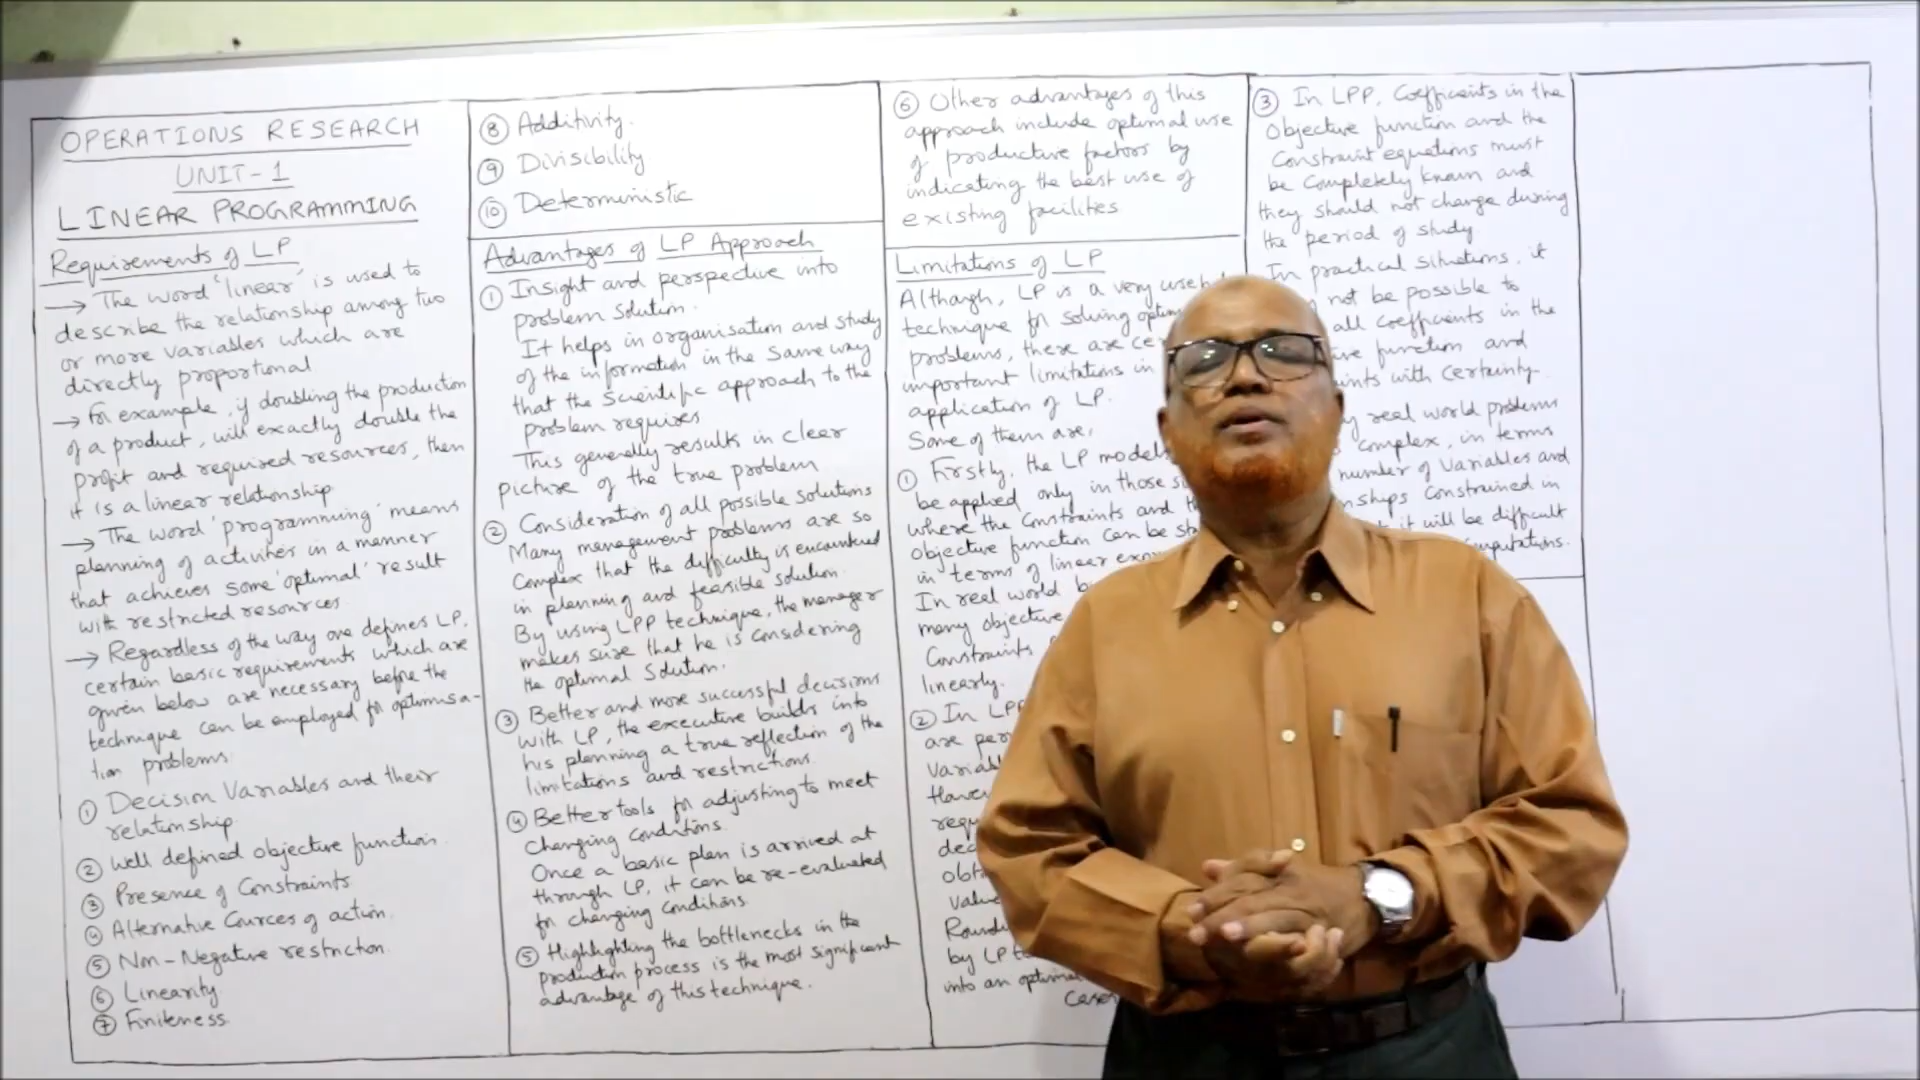 OPERATIONS RESEARCH
UNIT-1
LINEAR PROGRAMMING
Requirements of LP
→ The word 'linear' is used to
describe the relationship among two
or more variables which are
directly proportional
→ For example, if doubling the production
of a product, will exactly double the
profit and required resources, then
it is a linear relationship
→ The word 'programming' means
planning of activities in a manner
that achieves some 'optimal' result
with restricted resources
→ Regardless of the way one defines LP,
certain basic requirements which are
given below are necessary before the
technique can be employed for optimisa-
tion problems.
① Decision Variables and their
relationship.
② Well defined objective function.
③ Presence of Constraints
④ Alternative Cources of action.
⑤ Non-Negative restriction.
⑥ Linearity
⑦ Finiteness.
⑧ Additivity.
⑨ Divisibility
⑩ Deterministic
Advantages of LP Approach
① Insight and perspective into
problem Solution.
It helps in organisation and study
of the information in the same way
that the Scientific approach to the
problem requires
This generally results in clear
picture of the true problem
② Consideration of all possible solutions
Many management problems are so
Complex that the difficulty is encountered
in planning and feasible solution.
By using LPP technique, the manager
makes sure that he is considering
the optimal Solution.
③ Better and more successful decisions
With LP, the executive builds into
his planning a true reflection of the
limitations and restrictions.
④ Better tools for adjusting to meet
Changing conditions.
Once a basic plan is arrived at
through LP, it can be re-evaluated
for changing Conditions.
⑤ Highlighting the bottlenecks in the
production process is the most significant
advantage of this technique.
⑥ Other advantages of this
approach include optimal use
of productive factors by
indicating the best use of
existing facilities
Limitations of LP
Although, LP is a very
technique for solving
problems, there are
important limitations in
application of LP.
Some of them are,
① Firstly, the LP models
be applied only in those
where the Constraints and
objective function can be
in terms of linear
In real world
many objective
Constraints
linearly.
② In LPP
are
Roundi
by LP
into an optimal
Cases
③ In LPP, Coefficients in the
Objective function and the
Constraint equations must
be Completely known and
they should not change during
the period of study
In practical situations, it
not be possible to
all coefficients in the
function and
with certainty.
real world problems
complex, in terms
number of Variables and
Constrained in
it will be difficult